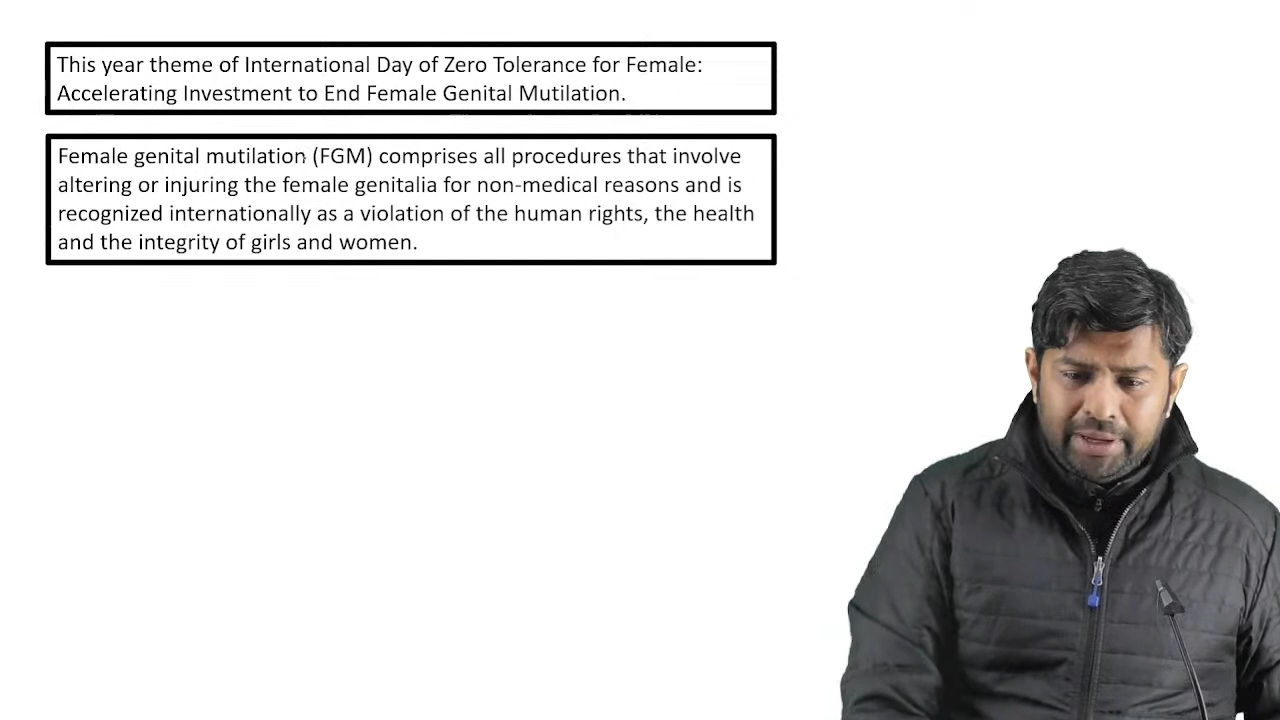 This year theme of International Day of Zero Tolerance for Female:
Accelerating Investment to End Female Genital Mutilation.
Female genital mutilation (FGM) comprises all procedures that involve
altering or injuring the female genitalia for non-medical reasons and is
recognized internationally as a violation of the human rights, the health
and the integrity of girls and women.